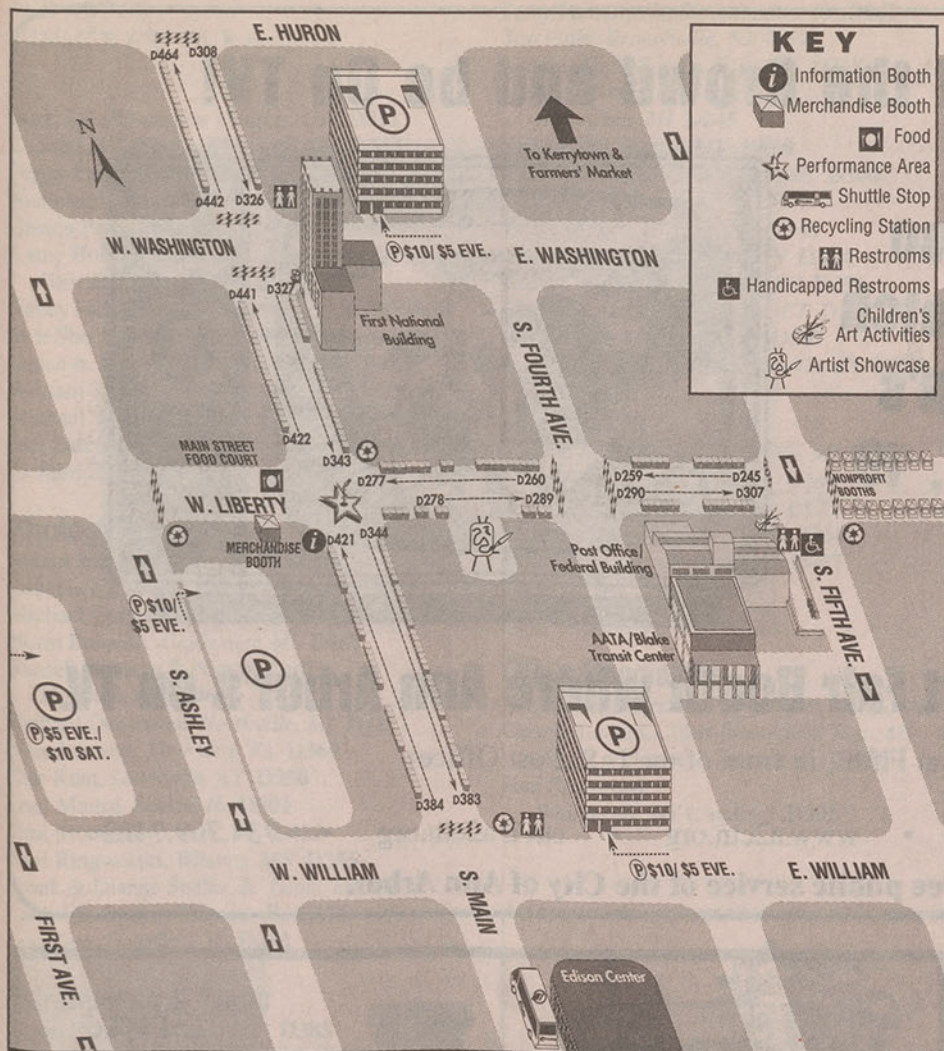 E. HURON
D464 D308
N
P
To Kerrytown &
Farmers' Market
KEY
i Information Booth
Merchandise Booth
Food
Performance Area
Shuttle Stop
Recycling Station
Restrooms
Handicapped Restrooms
Children's
Art Activities
Artist Showcase
D442 D326
W. WASHINGTON
P $10/ $5 EVE.
E. WASHINGTON
D441 D327
First National
Building
S. FOURTH AVE.
D422
D343
MAIN STREET
FOOD COURT
W. LIBERTY
D277 D260
D278 D289
D259 D245
D290 D307
NONPROFIT
BOOTHS
MERCHANDISE
BOOTH
i D421 D344
Post Office/
Federal Building
S. FIFTH AVE.
P $10/
$5 EVE.
AATA/Blake
Transit Center
S. ASHLEY
P
P
P $5 EVE./
$10 SAT.
P
D384 D383
P $10/ $5 EVE.
W. WILLIAM
E. WILLIAM
S. MAIN
FIRST AVE.
Edison Center